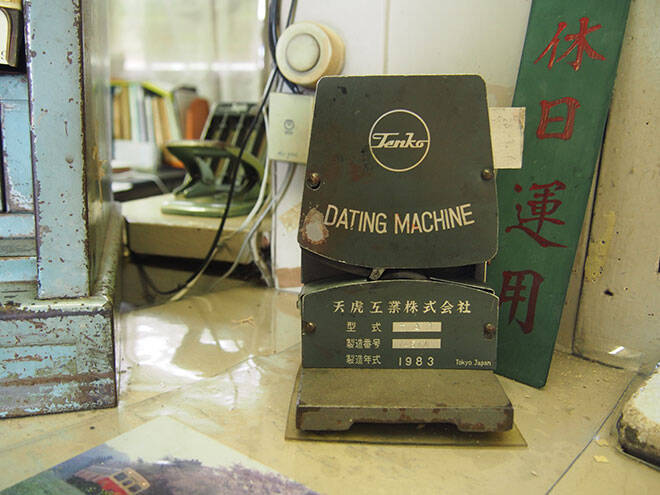 Tenko
DATING MACHINE
天虎工業株式会社
型式
製造番号
製造年式 1983 Tokyo Japan
休日運用